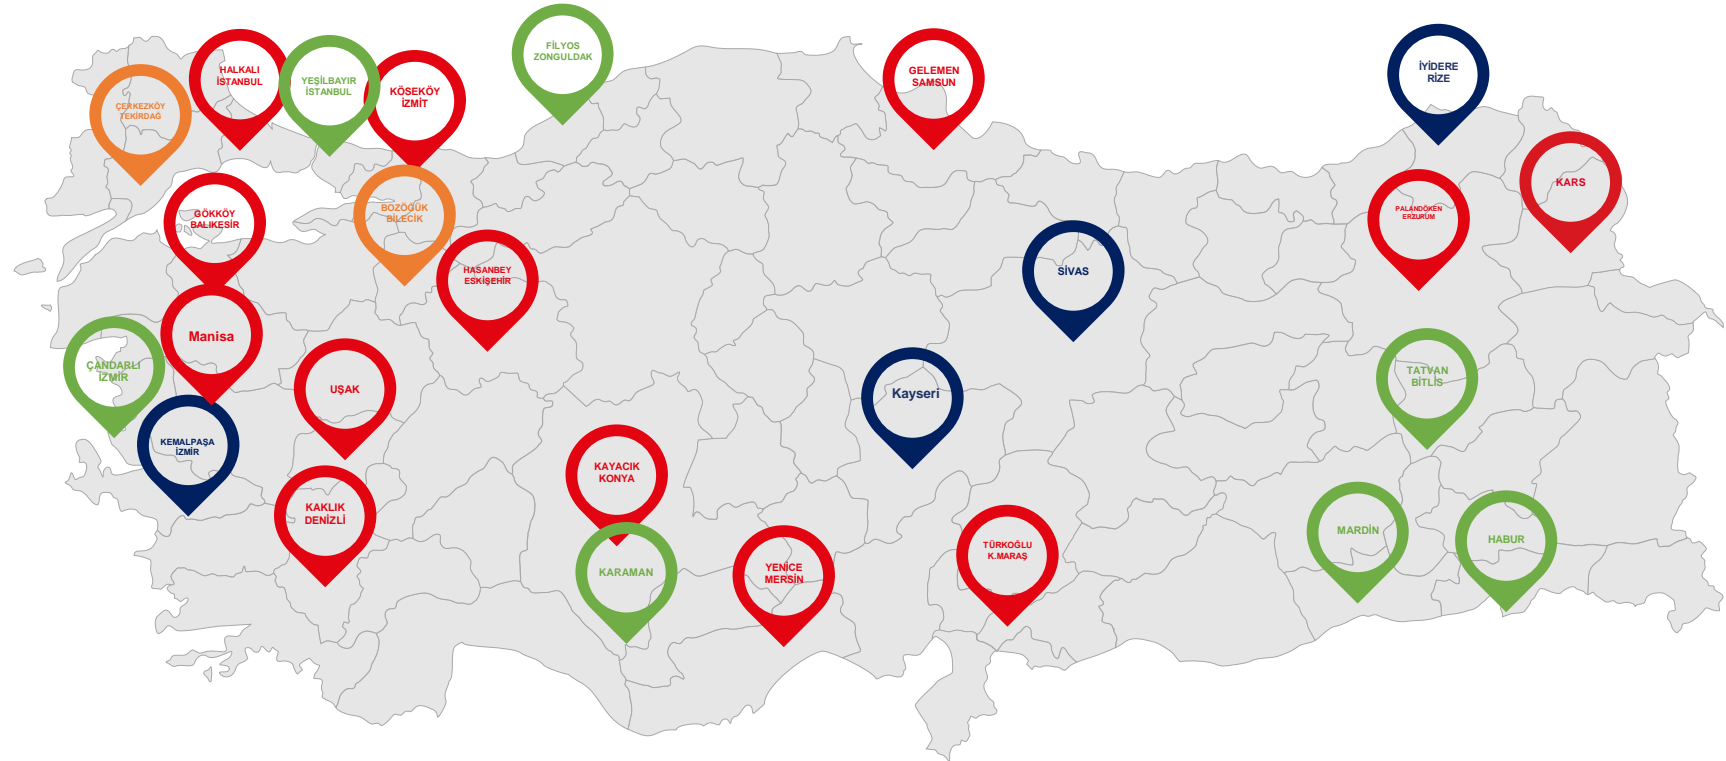 FİLYOS
ZONGULDAK
HALKALI
İSTANBUL
YEŞİLBAYIR
İSTANBUL
KÖSEKÖY
İZMİT
GELEMEN
SAMSUN
İYİDERE
RİZE
ÇERKEZKÖY
TEKİRDAĞ
KARS
GÖKKÖY
BALIKESİR
BOZÖĞÜK
BİLECİK
PALANDÖKEN
ERZURUM
HASANBEY
ESKİŞEHİR
SİVAS
Manisa
ÇANDARLI
İZMİR
UŞAK
Kayseri
TATVAN
BİTLİS
KEMALPAŞA
İZMİR
KAYACIK
KONYA
KAKLIK
DENİZLİ
MARDİN
HABUR
TÜRKOĞLU
K.MARAŞ
KARAMAN
YENİCE
MERSİN